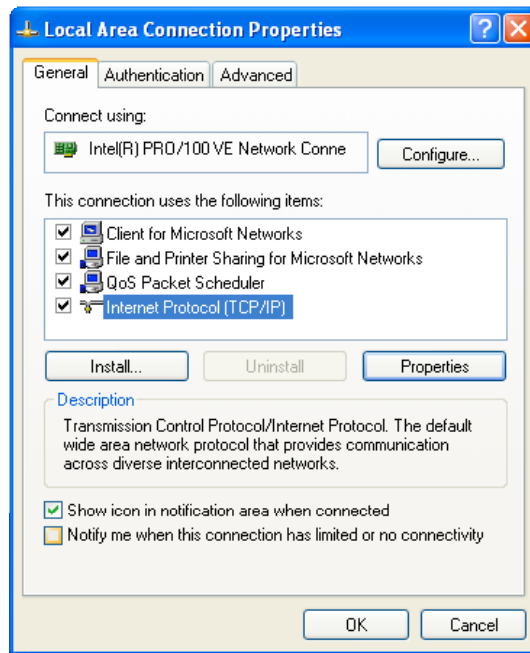 Local Area Connection Properties
General Authentication Advanced
Connect using:
Intel(R) PRO/100 VE Network Conne Configure...
This connection uses the following items:
Client for Microsoft Networks
File and Printer Sharing for Microsoft Networks
QoS Packet Scheduler
Internet Protocol (TCP/IP)
Install... Uninstall Properties
Description
Transmission Control Protocol/Internet Protocol. The default
wide area network protocol that provides communication
across diverse interconnected networks.
Show icon in notification area when connected
Notify me when this connection has limited or no connectivity
OK Cancel